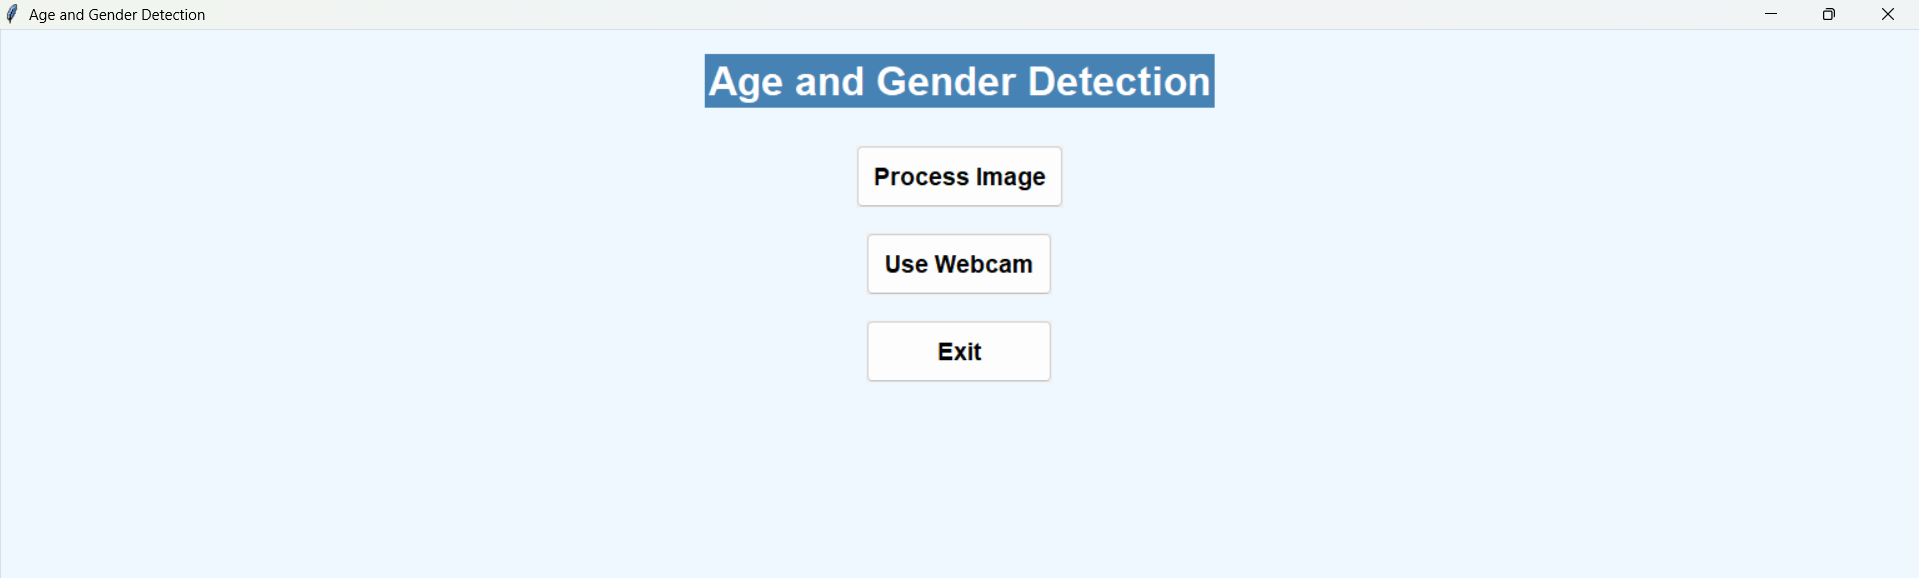 Age and Gender Detection
Age and Gender Detection
Process Image
Use Webcam
Exit